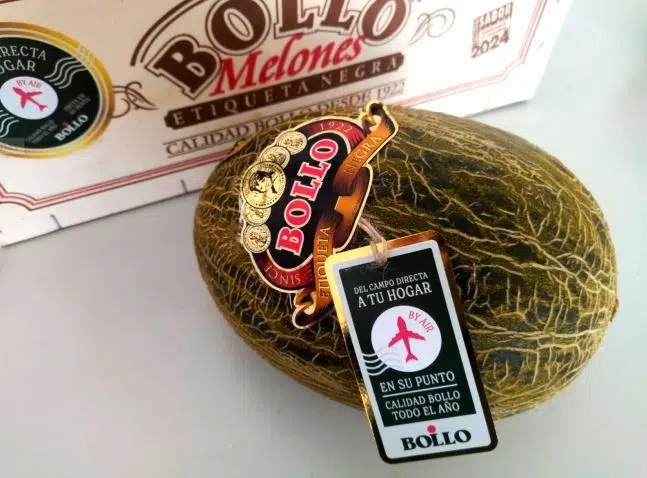 BOLLO
Melones
ETIQUETA NEGRA
CALIDAD BOLLO DESDE 1922
SABOR
2024
DIRECTA
HOGAR
BY AIR
BOLLO
1922
BOLLO
SINCE
ETIQUETA NEGRA
DEL CAMPO DIRECTA
A TU HOGAR
BY AIR
EN SU PUNTO
CALIDAD BOLLO
TODO EL AÑO
BOLLO